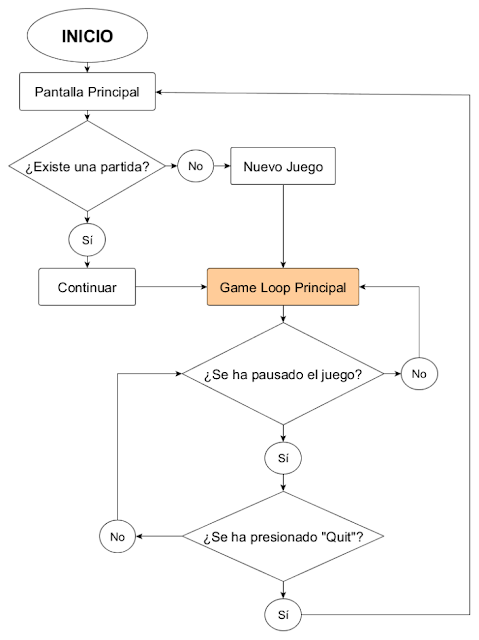 INICIO
Pantalla Principal
¿Existe una partida?
No
Nuevo Juego
Sí
Continuar
Game Loop Principal
¿Se ha pausado el juego?
No
Sí
No
¿Se ha presionado "Quit"?
Sí